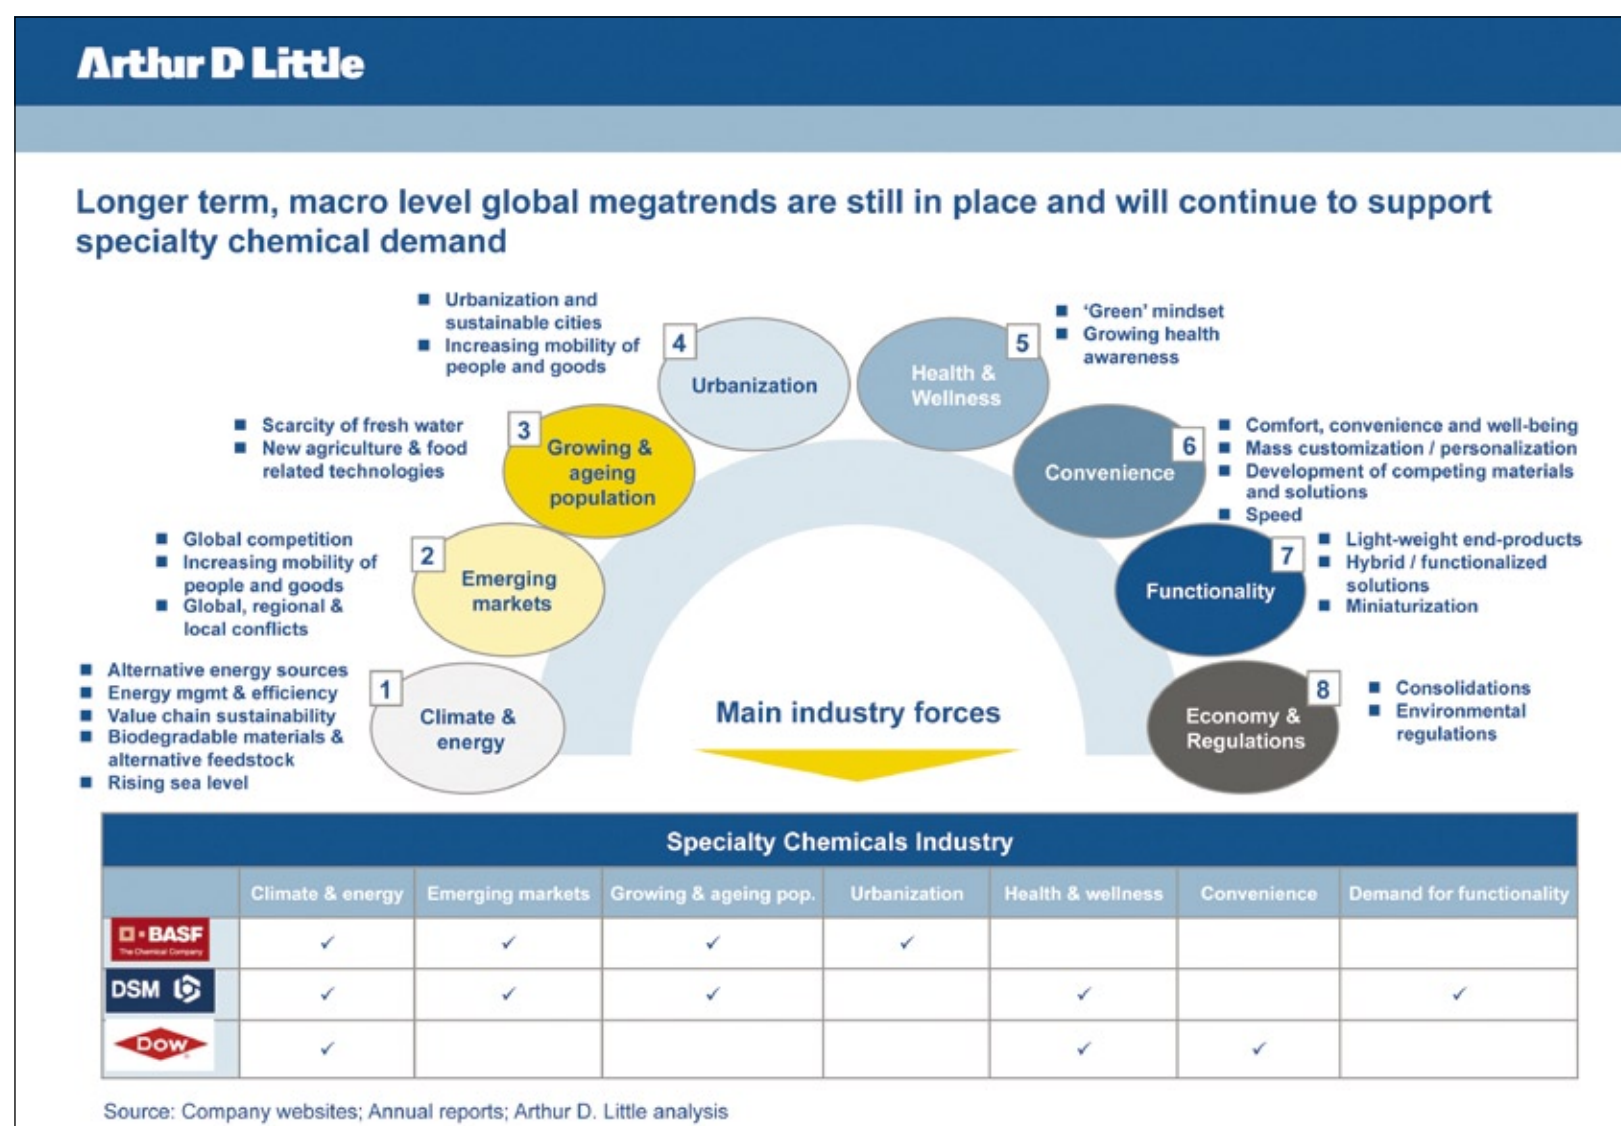 Arthur D Little
Longer term, macro level global megatrends are still in place and will continue to support
specialty chemical demand
■ Alternative energy sources
■ Energy mgmt & efficiency
■ Value chain sustainability
■ Biodegradable materials &
alternative feedstock
■ Rising sea level
1
Climate &
energy
■ Global competition
■ Increasing mobility of
people and goods
■ Global, regional &
local conflicts
2
Emerging
markets
■ Scarcity of fresh water
■ New agriculture & food
related technologies
3
Growing &
ageing
population
■ Urbanization and
sustainable cities
■ Increasing mobility of
people and goods
4
Urbanization
5
Health &
Wellness
■ ‘Green’ mindset
■ Growing health
awareness
6
Convenience
■ Comfort, convenience and well-being
■ Mass customization / personalization
■ Development of competing materials
and solutions
■ Speed
7
Functionality
■ Light-weight end-products
■ Hybrid / functionalized
solutions
■ Miniaturization
8
Economy &
Regulations
■ Consolidations
■ Environmental
regulations
Main industry forces
Specialty Chemicals Industry
Climate & energy Emerging markets Growing & ageing pop. Urbanization Health & wellness Convenience Demand for functionality
BASF ✓ ✓ ✓ ✓
The Chemical Company
DSM ✓ ✓ ✓ ✓ ✓
Dow ✓ ✓ ✓
Source: Company websites; Annual reports; Arthur D. Little analysis